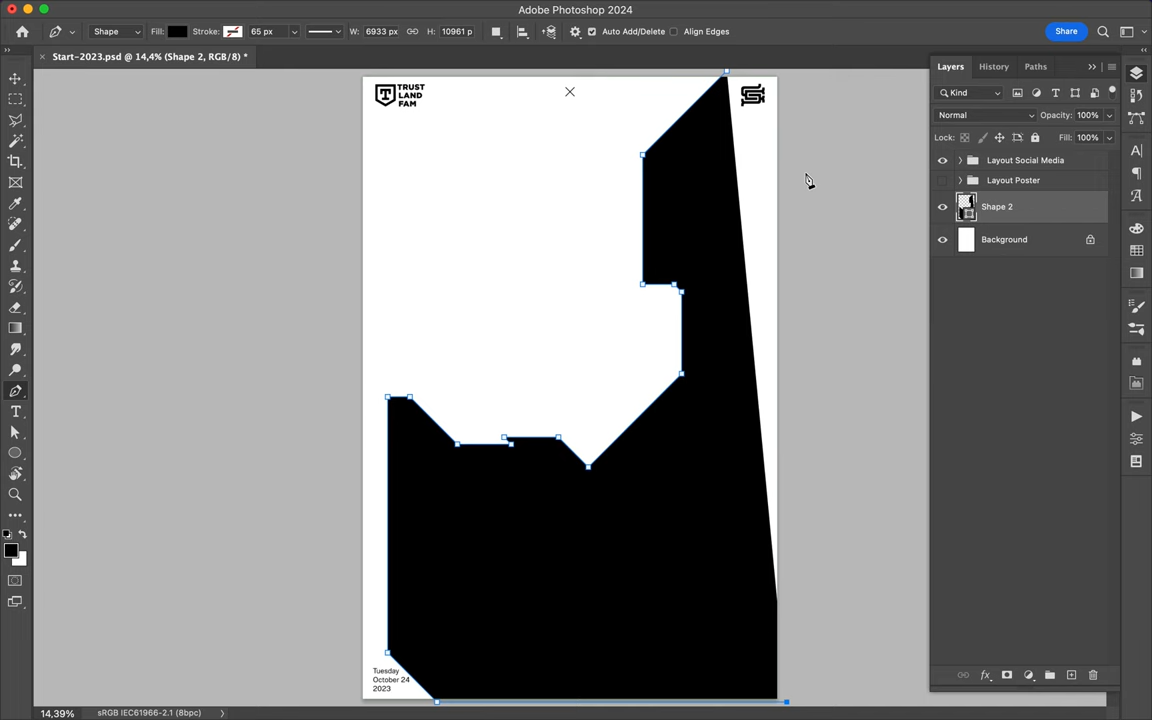 Adobe Photoshop 2024
Shape
Fill:
Stroke:
65 px
W: 6933 px
H: 10961 p
Auto Add/Delete
Align Edges
Share
Start-2023.psd @ 14,4% (Shape 2, RGB/8) *
TRUST
LAND
FAM
Tuesday
October 24
2023
Layers
History
Paths
Kind
Normal
Opacity: 100%
Lock:
Fill: 100%
Layout Social Media
Layout Poster
Shape 2
Background
14,39%
sRGB IEC61966-2.1 (8bpc)